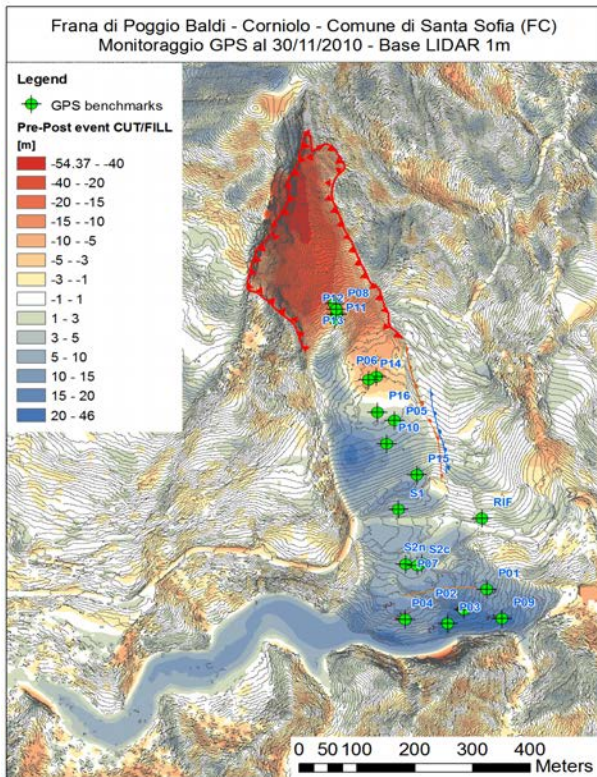 Frana di Poggio Baldi - Corniolo - Comune di Santa Sofia (FC)
Monitoraggio GPS al 30/11/2010 - Base LIDAR 1m
Legend
GPS benchmarks
Pre-Post event CUT/FILL
[m]
-54.37 - -40
-40 - -20
-20 - -15
-15 - -10
-10 - -5
-5 - -3
-3 - -1
-1 - 1
1 - 3
3 - 5
5 - 10
10 - 15
15 - 20
20 - 46
P12 P08
P11
P13
P06 P14
P16
P05
P10
P15
S1
RIF
S2n S2c
P07
P01
P02
P04 P03 P09
0 50 100 200 300 400
Meters